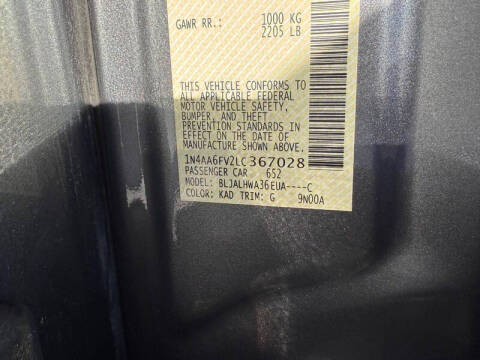 GAWR RR.: 1000 KG
2205 LB
THIS VEHICLE CONFORMS TO
ALL APPLICABLE FEDERAL
MOTOR VEHICLE SAFETY,
BUMPER, AND THEFT
PREVENTION STANDARDS IN
EFFECT ON THE DATE OF
MANUFACTURE SHOWN ABOVE.
1N4AA6FV2LC367028
PASSENGER CAR 652
MODEL: BLJALHWA36EUA----C
COLOR: KAD TRIM: G 9N00A